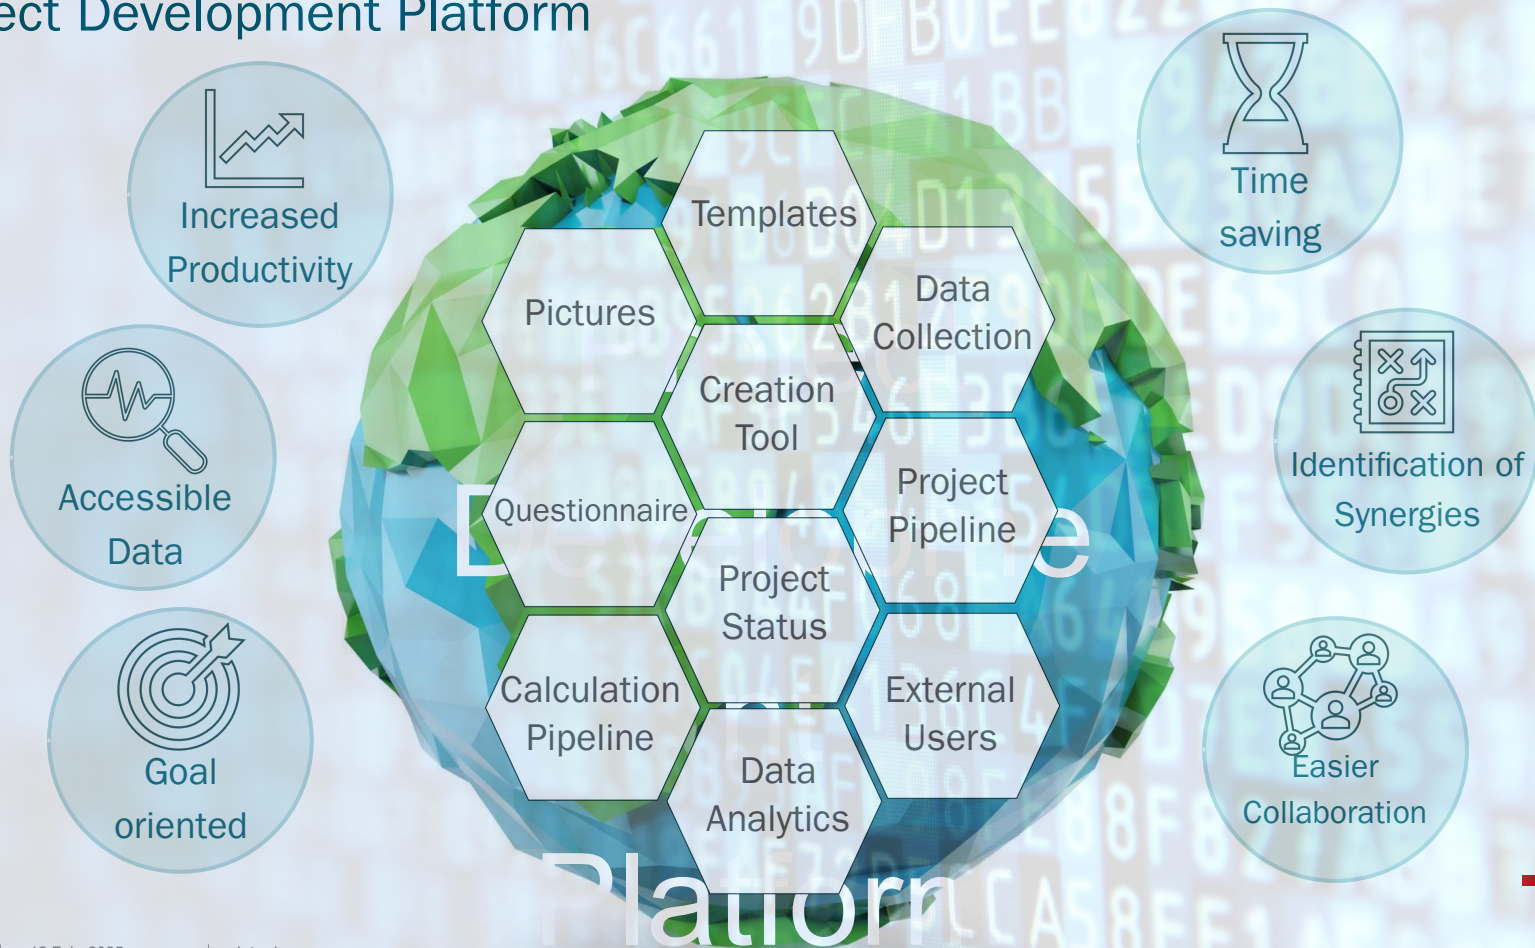 Development Platform
Increased
Productivity
Time
saving
Templates
Pictures
Data
Collection
Creation
Tool
Accessible
Data
Questionnaire
Project
Pipeline
Identification of
Synergies
Project
Status
Calculation
Pipeline
External
Users
Goal
oriented
Data
Analytics
Easier
Collaboration
Platform